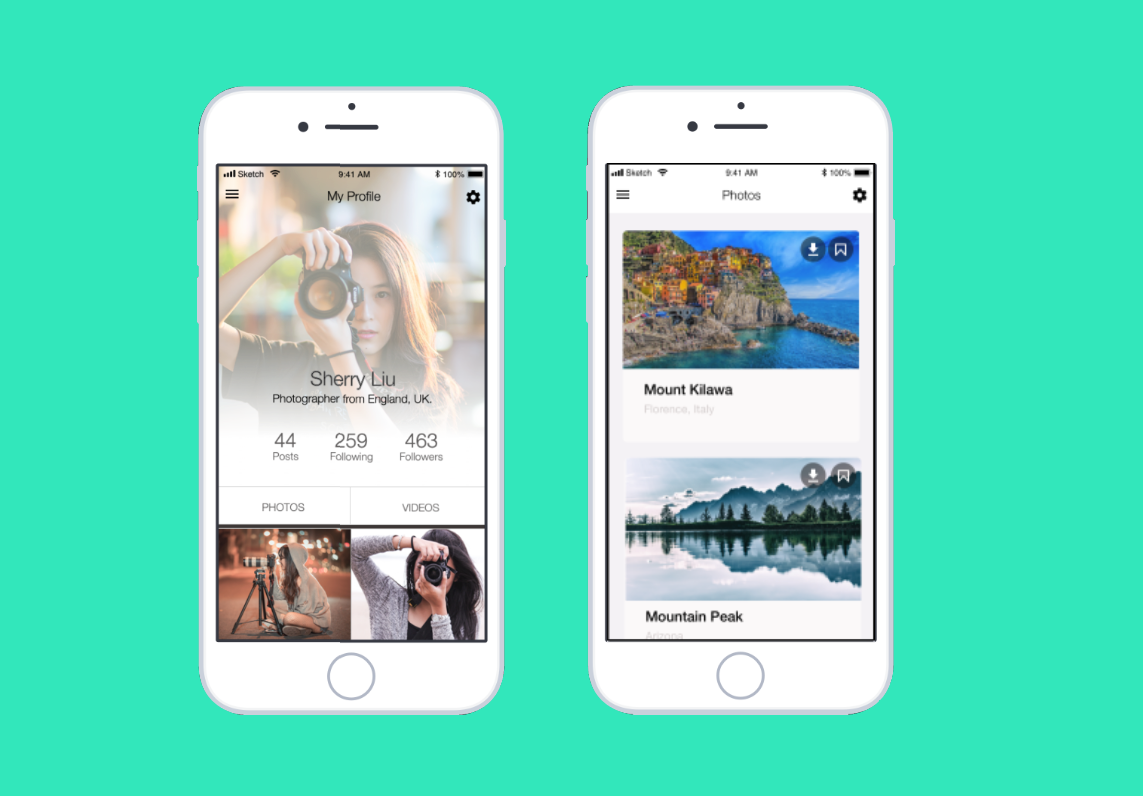 Sketch 9:41 AM 100%
My Profile
Sherry Liu
Photographer from England, UK.
44 259 463
Posts Following Followers
PHOTOS VIDEOS
Sketch 9:41 AM 100%
Photos
Mount Kilawa
Florence, Italy
Mountain Peak
Arizona